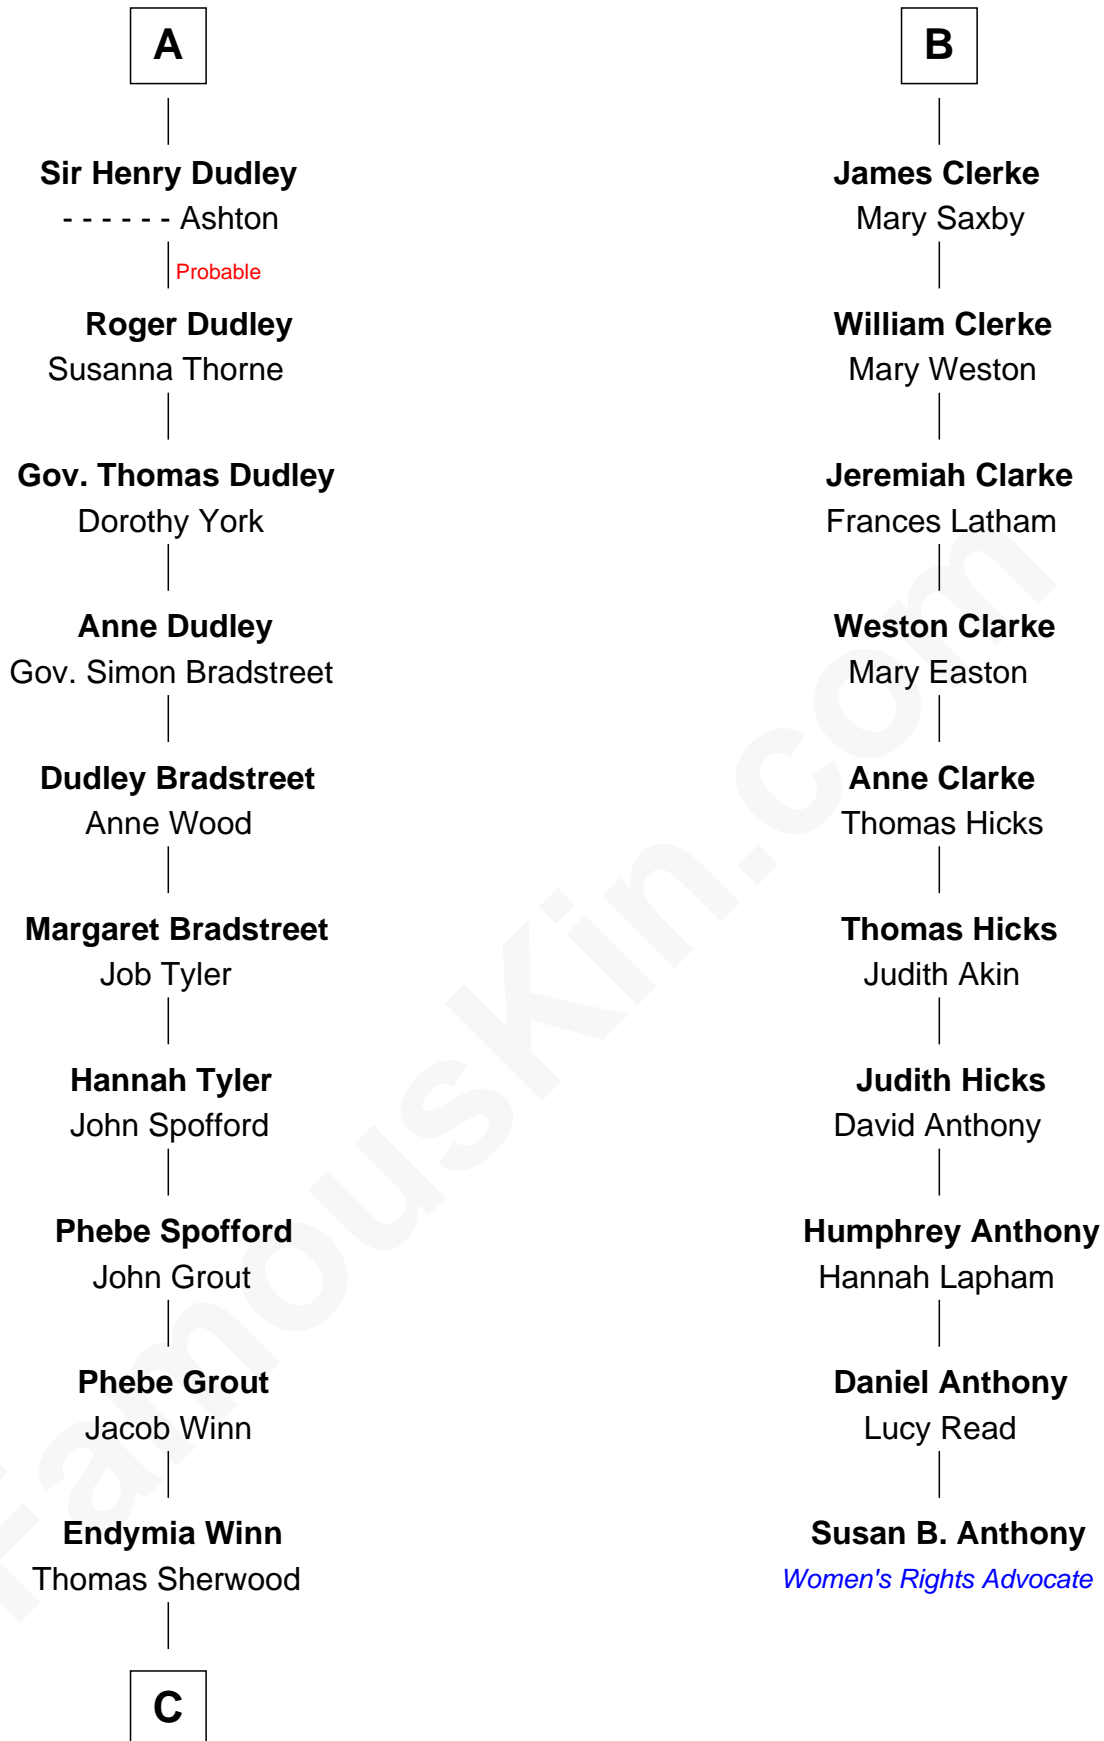 A
Sir Henry Dudley
- - - - - - Ashton
Probable
Roger Dudley
Susanna Thorne
Gov. Thomas Dudley
Dorothy York
Anne Dudley
Gov. Simon Bradstreet
Dudley Bradstreet
Anne Wood
Margaret Bradstreet
Job Tyler
Hannah Tyler
John Spofford
Phebe Spofford
John Grout
Phebe Grout
Jacob Winn
Endymia Winn
Thomas Sherwood
C
B
James Clerke
Mary Saxby
William Clerke
Mary Weston
Jeremiah Clarke
Frances Latham
Weston Clarke
Mary Easton
Anne Clarke
Thomas Hicks
Thomas Hicks
Judith Akin
Judith Hicks
David Anthony
Humphrey Anthony
Hannah Lapham
Daniel Anthony
Lucy Read
Susan B. Anthony
Women's Rights Advocate
FamousKin.com